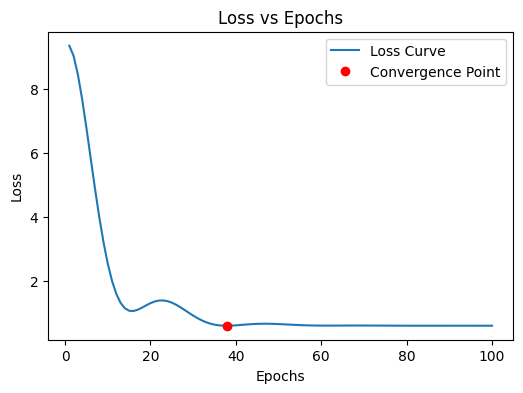 Loss vs Epochs
Loss Curve
Convergence Point
Loss
8
6
4
2
0 20 40 60 80 100
Epochs